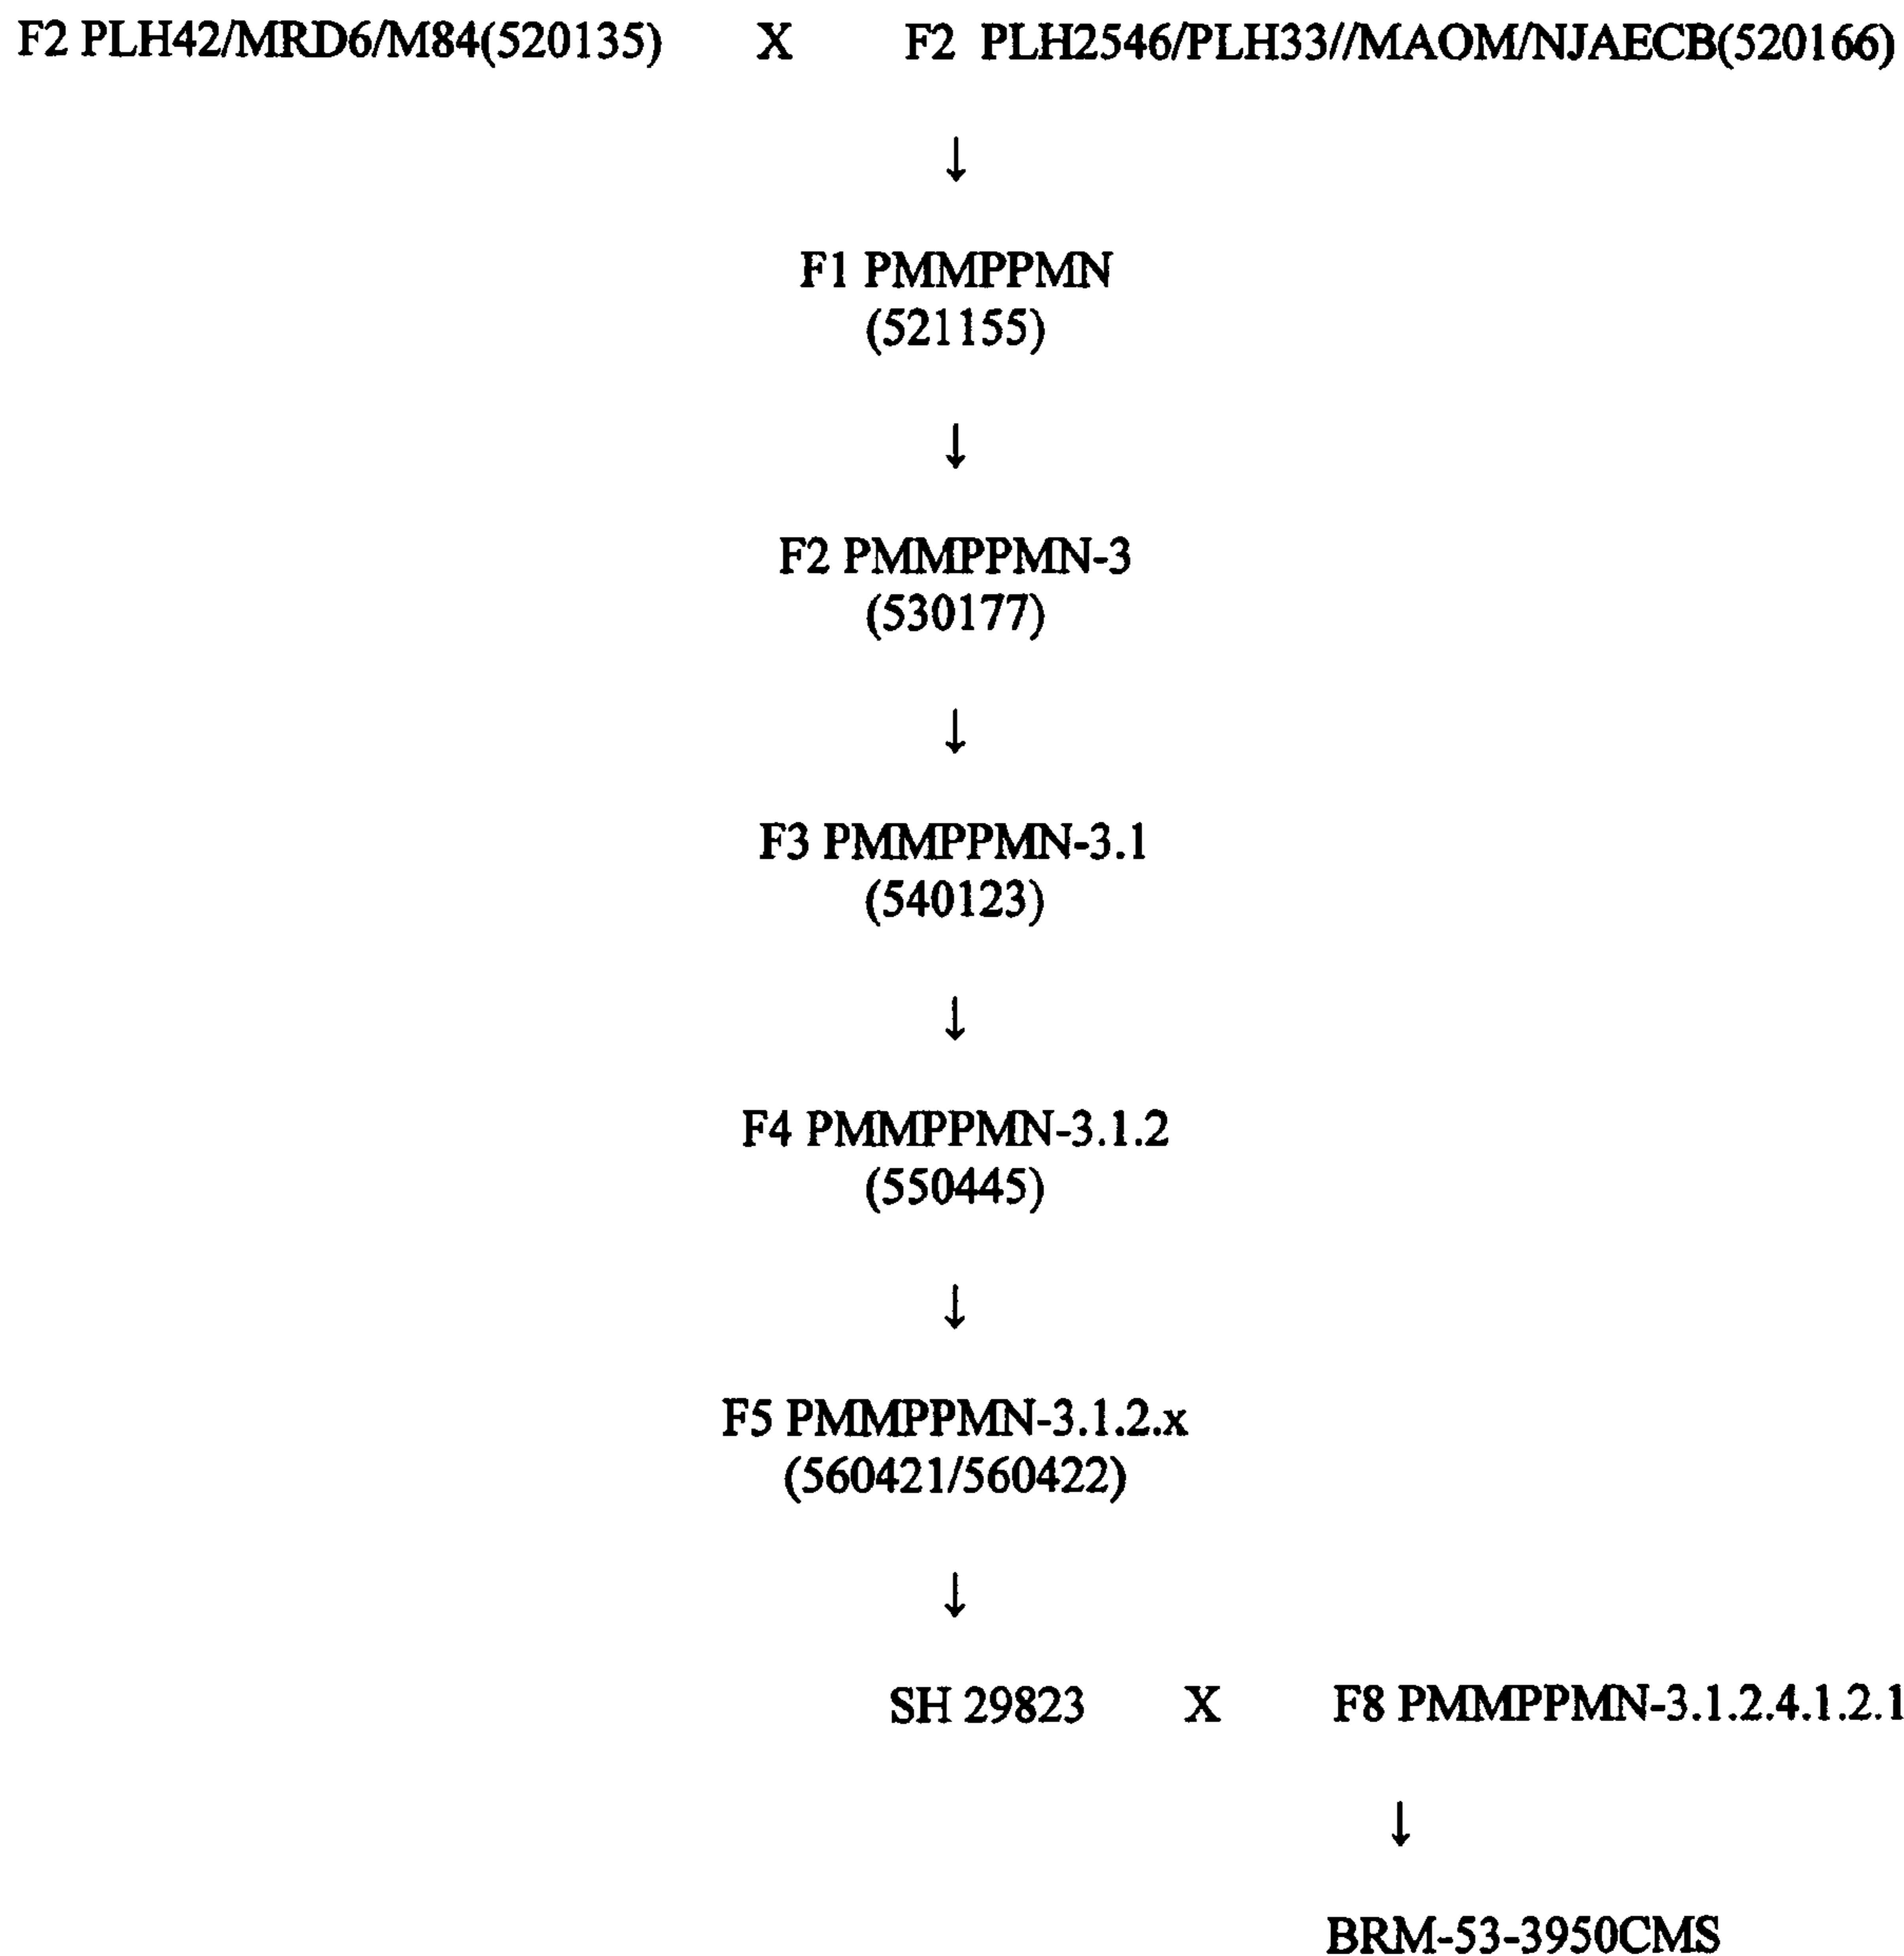 F2 PLH42/MRD6/M84(520135) X F2 PLH2546/PLH33//MAOM/NJAECB(520166)
↓
F1 PMMPPMN
(521155)
↓
F2 PMMPPMN-3
(530177)
↓
F3 PMMPPMN-3.1
(540123)
↓
F4 PMMPPMN-3.1.2
(550445)
↓
F5 PMMPPMN-3.1.2.x
(560421/560422)
↓
SH 29823 X F8 PMMPPMN-3.1.2.4.1.2.1
↓
BRM-53-3950CMS